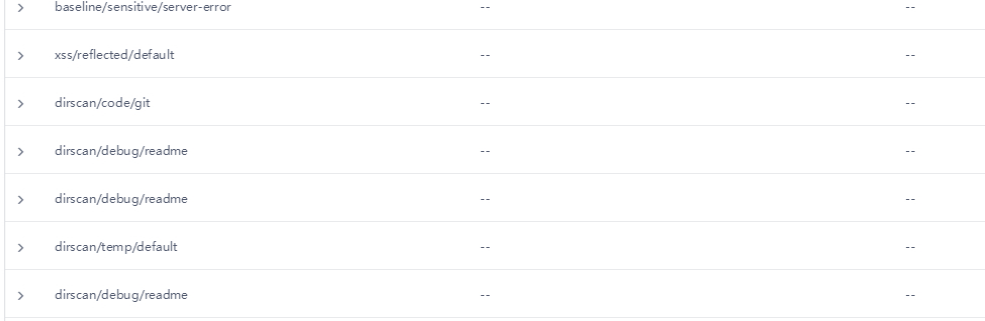 baseline/sensitive/server-error -- --
xss/reflected/default -- --
dirscan/code/git -- --
dirscan/debug/readme -- --
dirscan/debug/readme -- --
dirscan/temp/default -- --
dirscan/debug/readme -- --